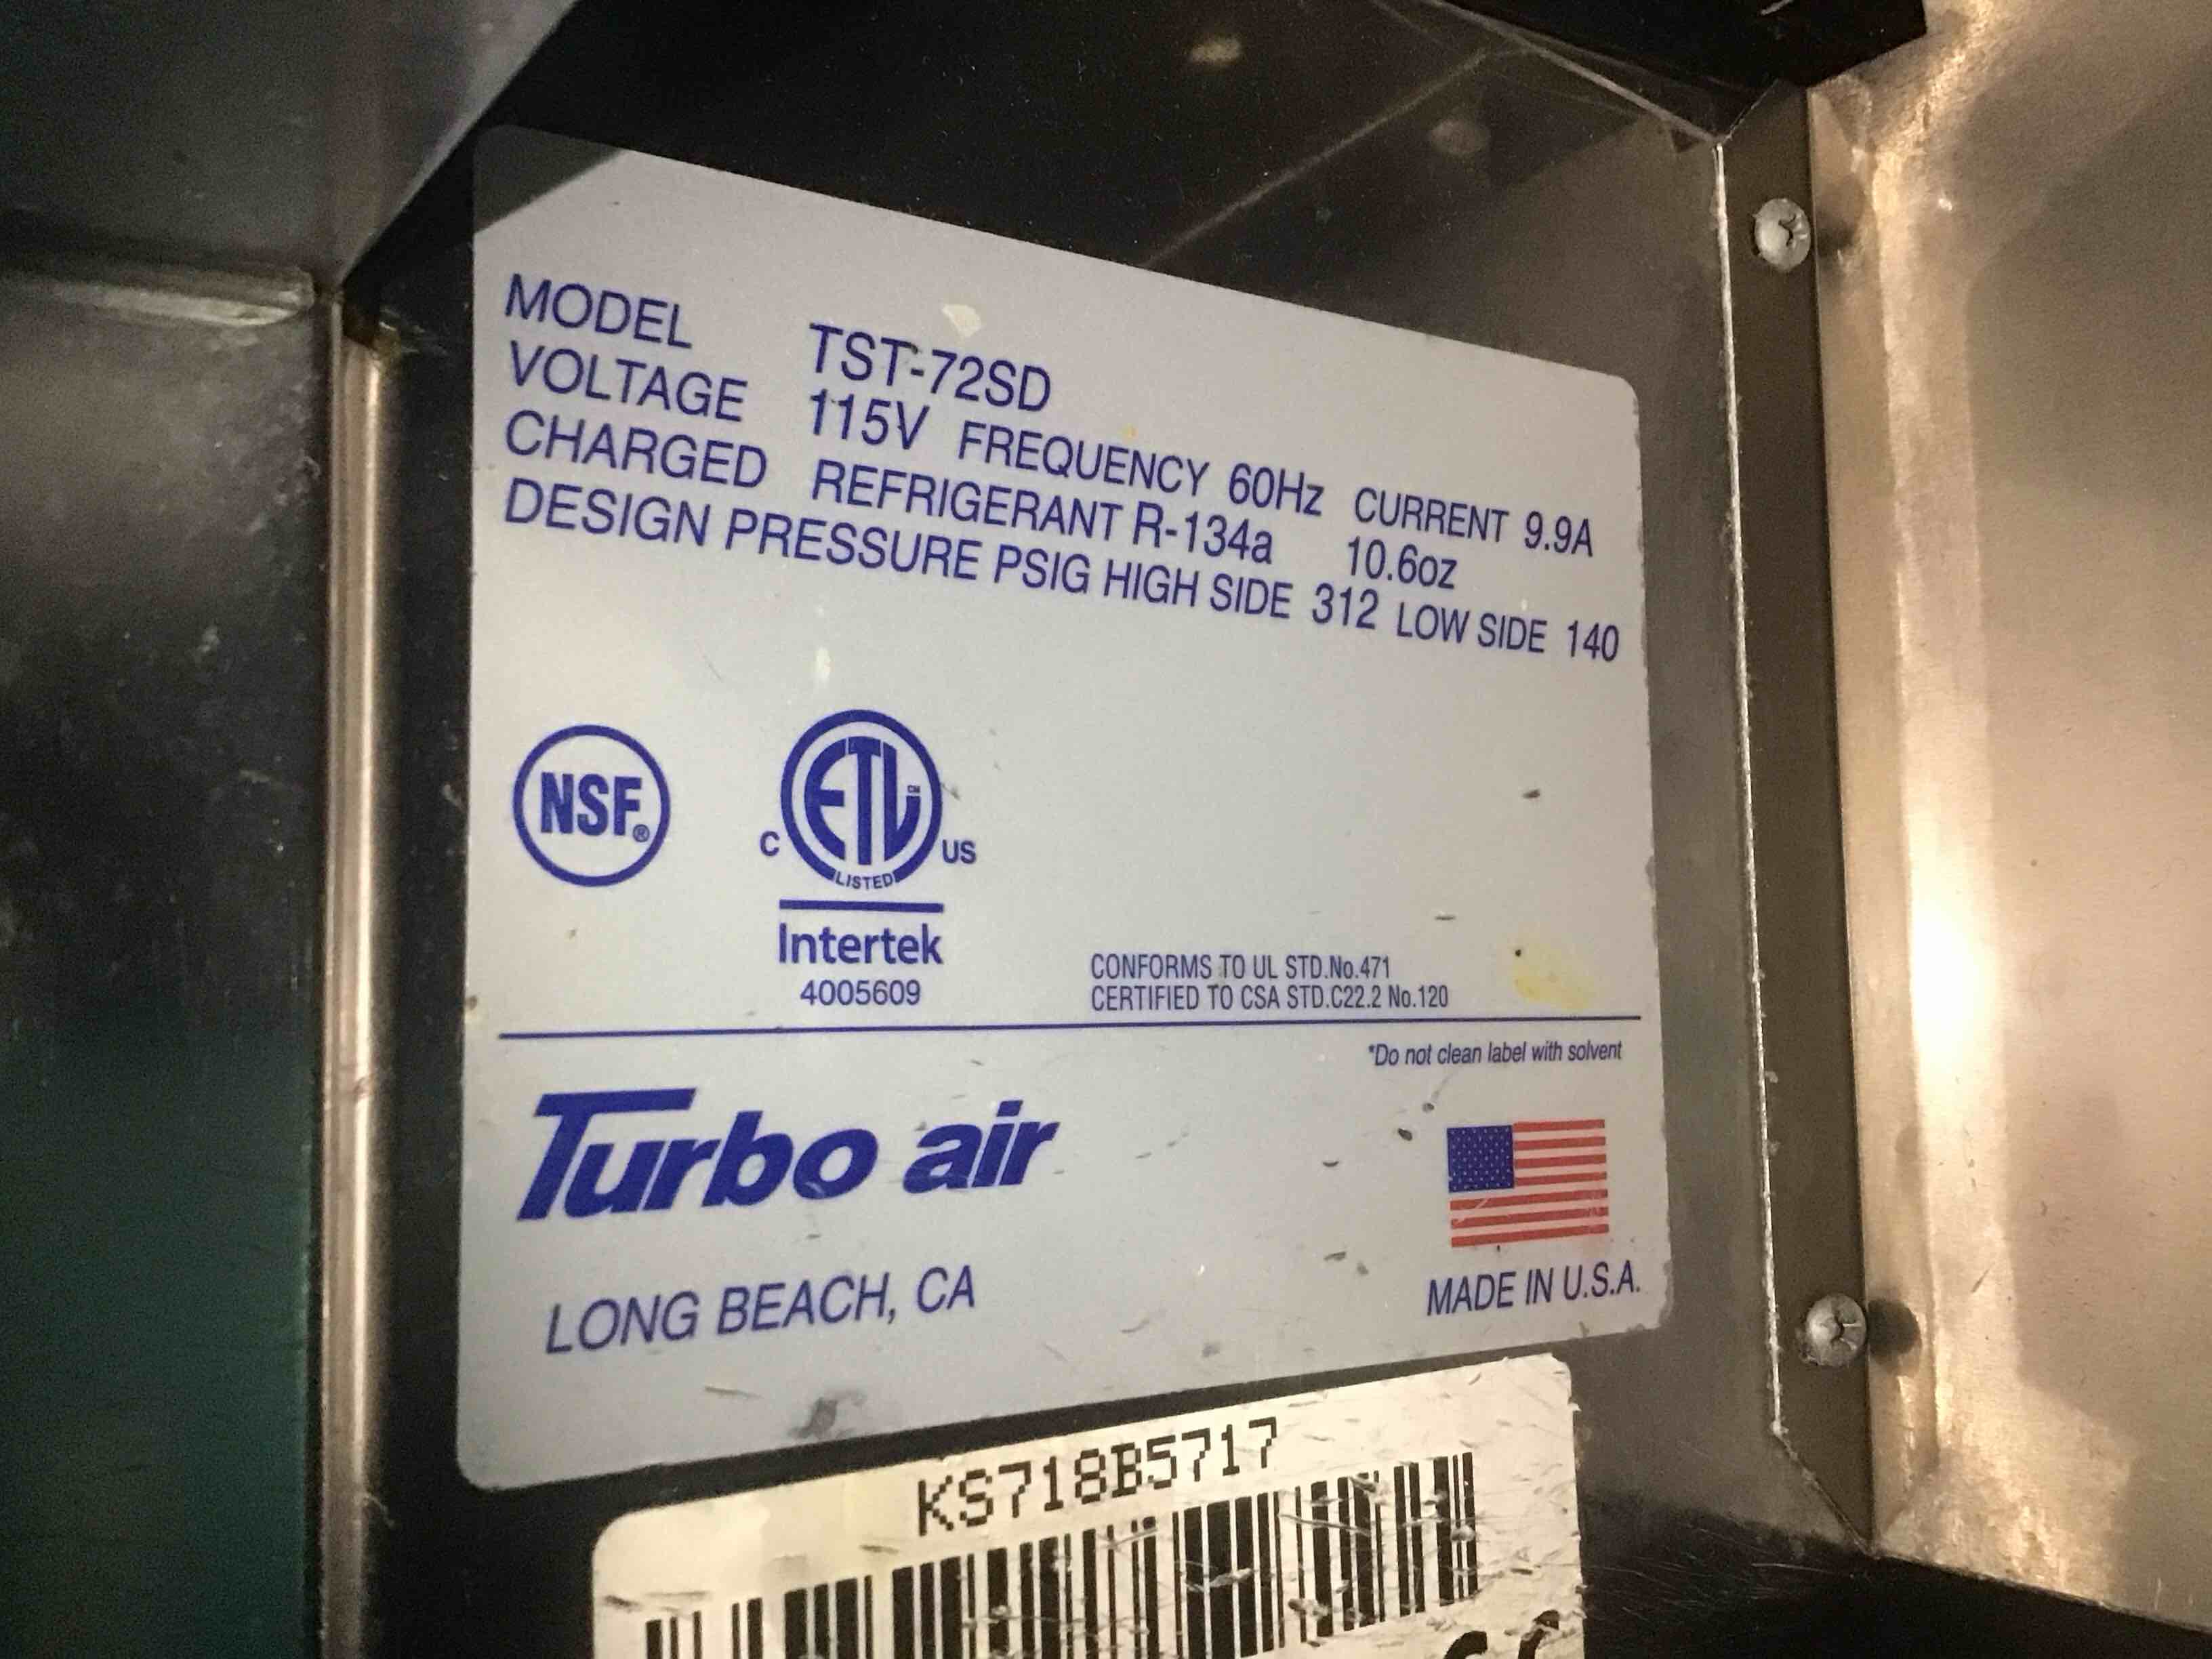 MODEL TST-72SD
VOLTAGE 115V FREQUENCY 60Hz CURRENT 9.9A
CHARGED REFRIGERANT R-134a 10.6oz
DESIGN PRESSURE PSIG HIGH SIDE 312 LOW SIDE 140
NSF®
C ETL CM US
LISTED
Intertek
4005609
CONFORMS TO UL STD.No.471
CERTIFIED TO CSA STD.C22.2 No.120
*Do not clean label with solvent
Turbo air
LONG BEACH, CA
MADE IN U.S.A.
KS718B5717